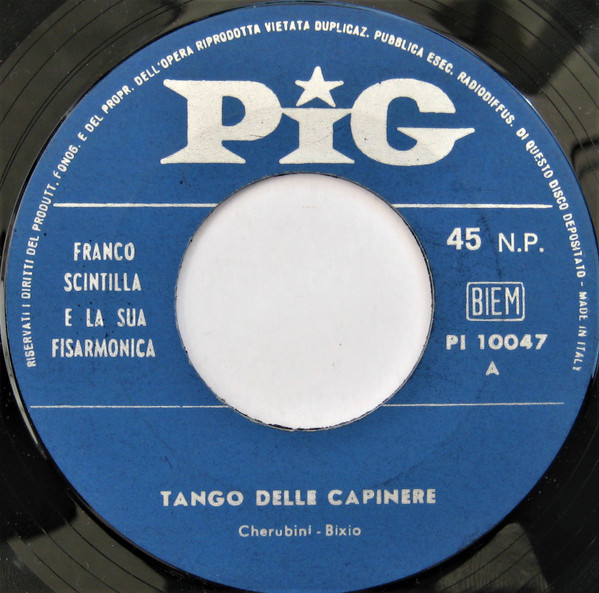 RISERVATI I DIRITTI DEL PRODUTT. FONOG. E DEL PROPR. DELL'OPERA RIPRODOTTA VIETATA DUPLICAZ. PUBBLICA ESEC. RADIODIFFUS. DI QUESTO DISCO DEPOSITATO - MADE IN ITALY
PiG
FRANCO
SCINTILLA
E LA SUA
FISARMONICA
45 N.P.
BIEM
PI 10047
A
TANGO DELLE CAPINERE
Cherubini - Bixio